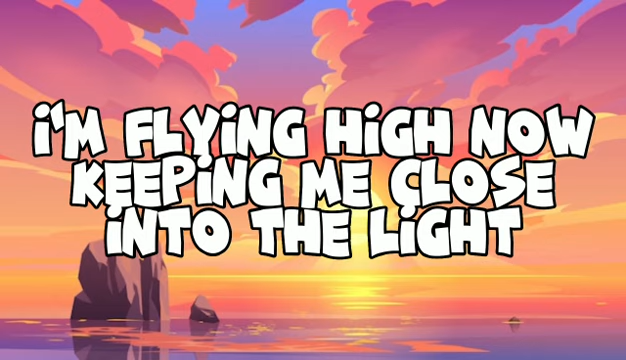 I'M FLYING HIGH NOW
KEEPING ME CLOSE
INTO THE LIGHT